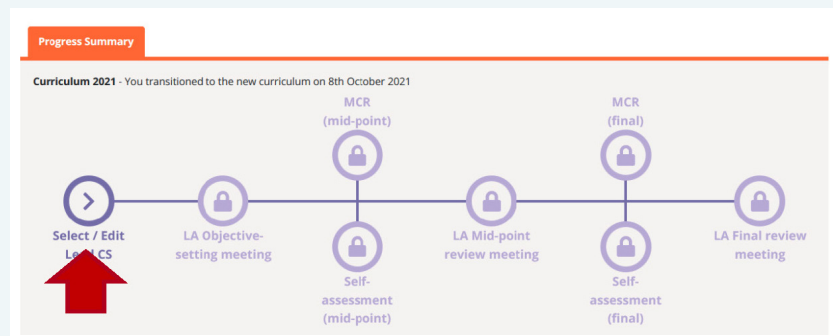 Progress Summary
Curriculum 2021 - You transitioned to the new curriculum on 8th October 2021
MCR
(mid-point)
MCR
(final)
Select / Edit
Lead CS
LA Objective-
setting meeting
LA Mid-point
review meeting
LA Final review
meeting
Self-
assessment
(mid-point)
Self-
assessment
(final)